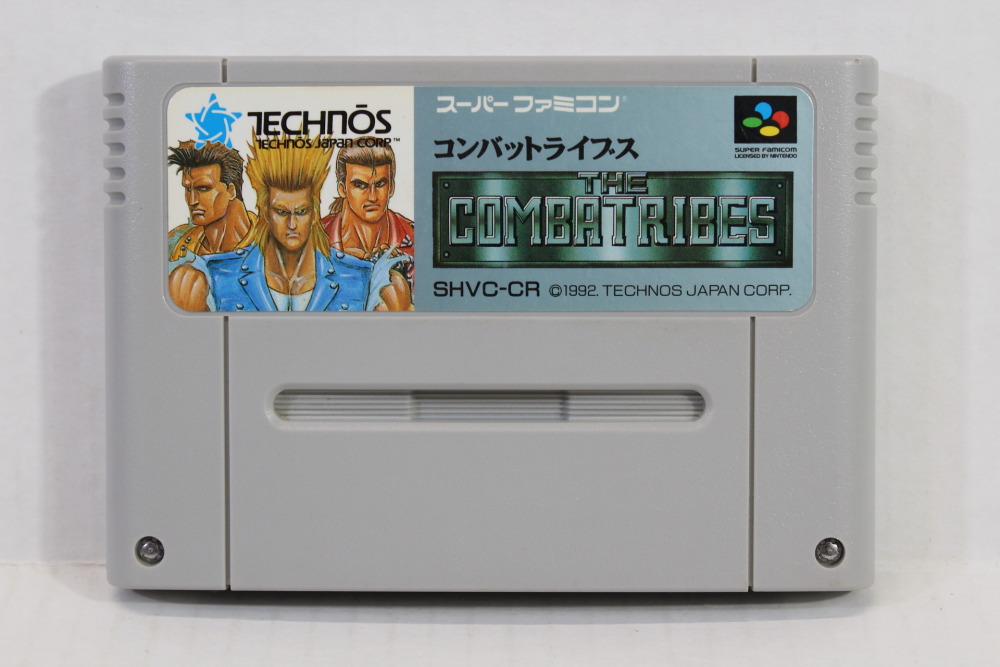 TECHNŌS
TECHNŌS JAPAN CORP.™
スーパーファミコン®
SUPER FAMICOM
LICENSED BY NINTENDO
コンバットライブス
THE
COMBATRIBES
SHVC-CR ©1992. TECHNOS JAPAN CORP.